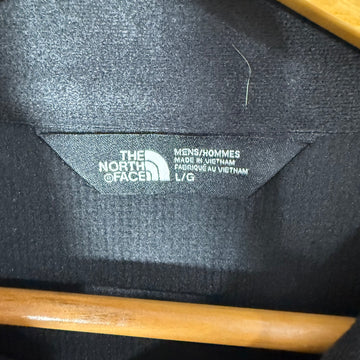 THE
NORTH
®FACE
MENS/HOMMES
MADE IN VIETNAM
FABRIQUÉ AU VIETNAM
L/G